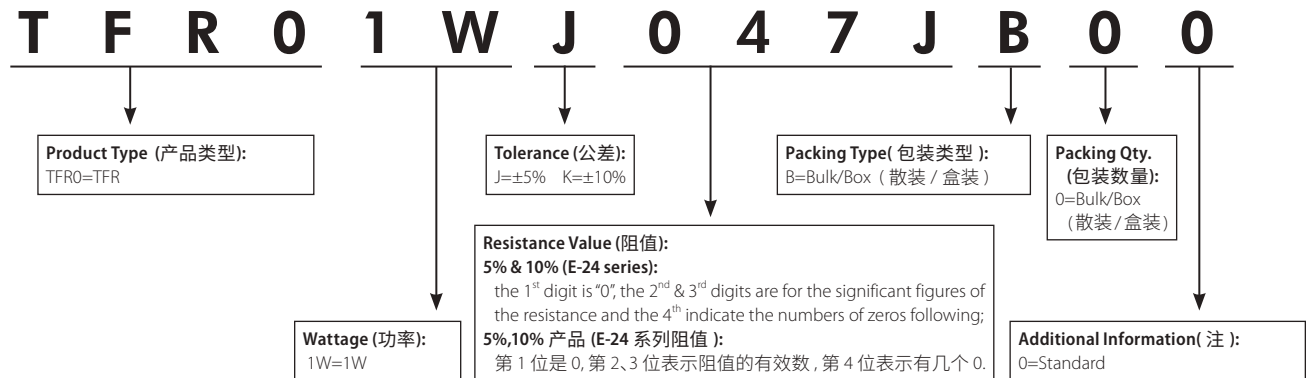 T F R 0 1 W J 0 4 7 J B 0 0
Product Type (产品类型):
TFR0=TFR
Tolerance (公差):
J=±5% K=±10%
Packing Type( 包装类型 ):
B=Bulk/Box ( 散装 / 盒装 )
Packing Qty.
(包装数量):
0=Bulk/Box
(散装/盒装)
Resistance Value (阻值):
5% & 10% (E-24 series):
the 1st digit is "0", the 2nd & 3rd digits are for the significant figures of
the resistance and the 4th indicate the numbers of zeros following;
5%,10% 产品 (E-24 系列阻值 ):
第 1 位是 0, 第 2、3 位表示阻值的有效数 , 第 4 位表示有几个 0.
Wattage (功率):
1W=1W
Additional Information( 注 ):
0=Standard